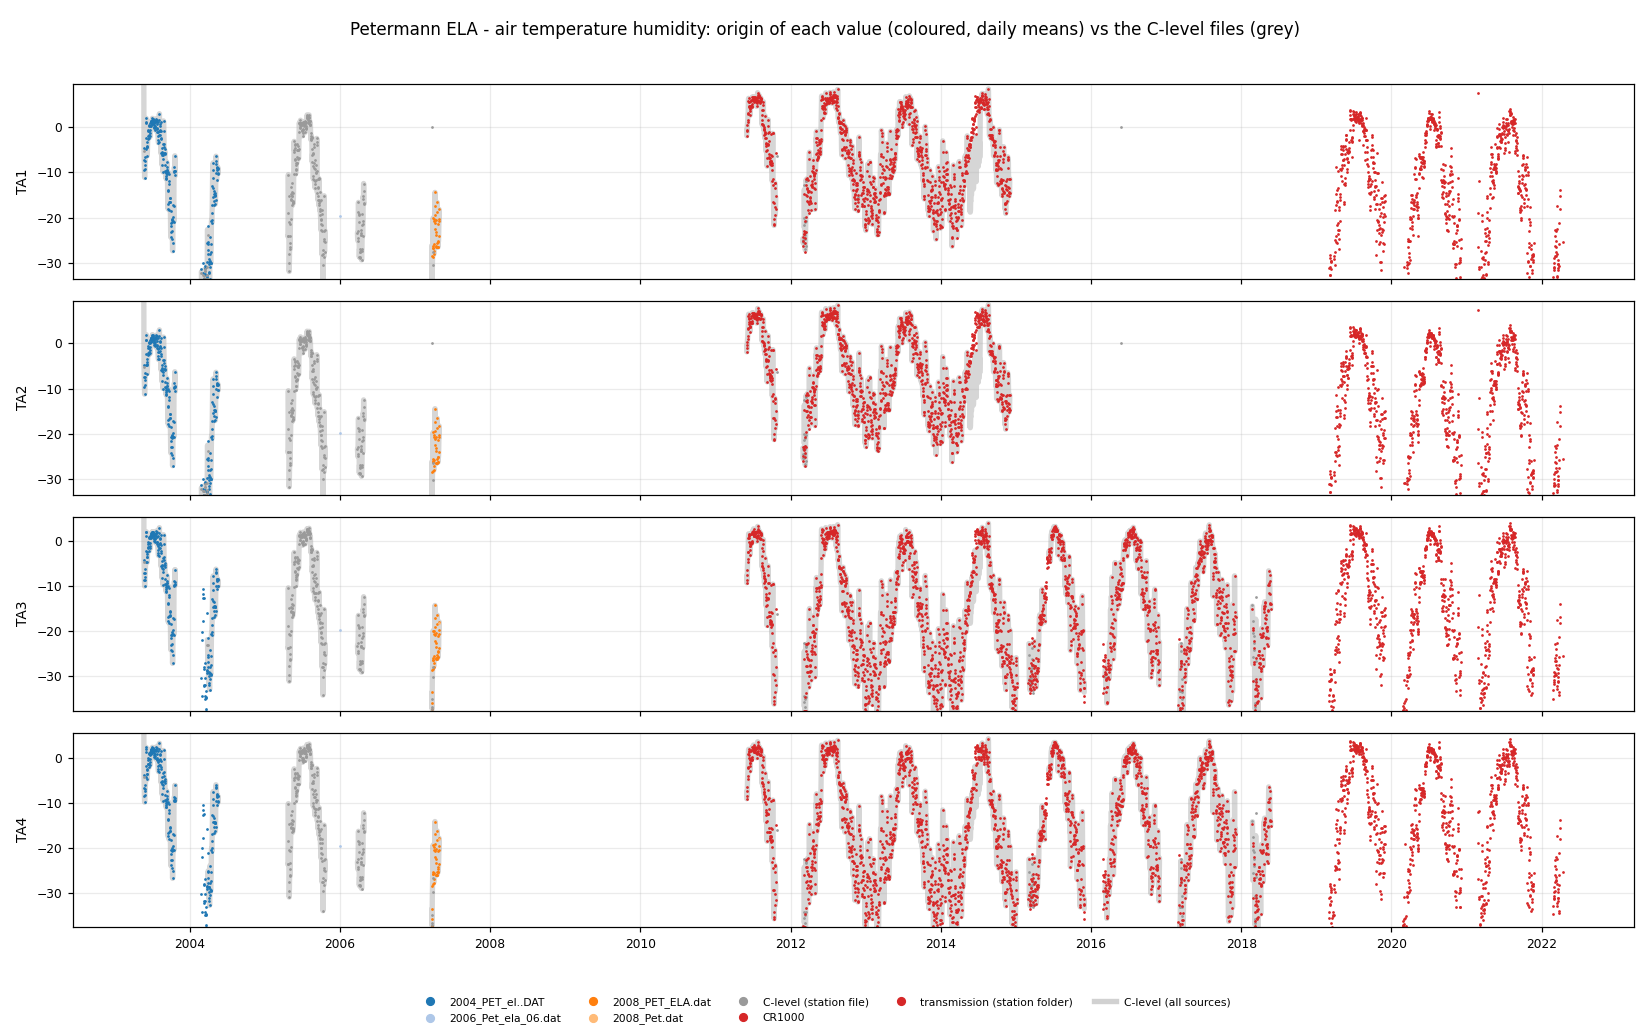 Petermann ELA - air temperature humidity: origin of each value (coloured, daily means) vs the C-level files (grey)
TA1
0
−10
−20
−30
TA2
0
−10
−20
−30
TA3
0
−10
−20
−30
TA4
0
−10
−20
−30
2004 2006 2008 2010 2012 2014 2016 2018 2020 2022
2004_PET_el..DAT 2008_PET_ELA.dat C-level (station file) transmission (station folder) C-level (all sources)
2006_Pet_ela_06.dat 2008_Pet.dat CR1000